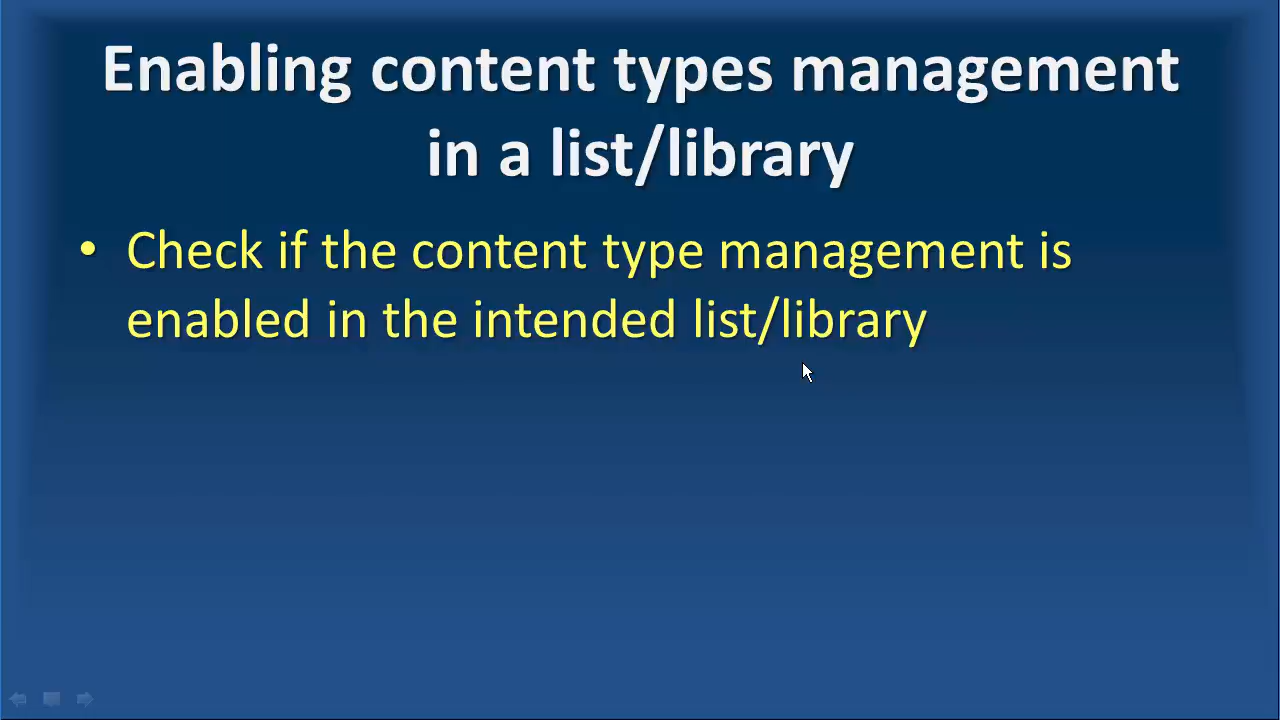 Enabling content types management
in a list/library
• Check if the content type management is
enabled in the intended list/library